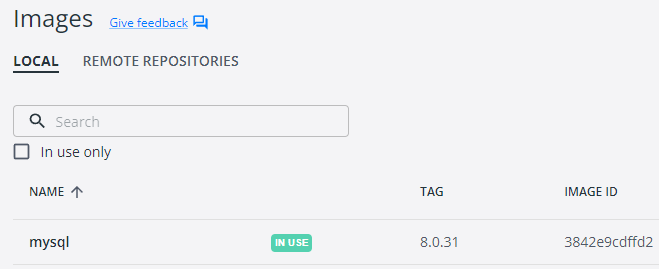 Images Give feedback
LOCAL REMOTE REPOSITORIES
Search
In use only
NAME TAG IMAGE ID
mysql IN USE 8.0.31 3842e9cdffd2